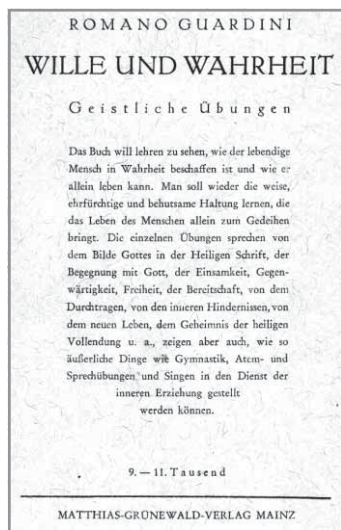 ROMANO GUARDINI
WILLE UND WAHRHEIT
Geistliche Übungen
Das Buch will lehren zu sehen, wie der lebendige
Mensch in Wahrheit beschaffen ist und wie er
allein leben kann. Man soll wieder die weise,
ehrfürchtige und behutsame Haltung lernen, die
das Leben des Menschen allein zum Gedeihen
bringt. Die einzelnen Übungen sprechen von
dem Bilde Gottes in der Heiligen Schrift, der
Begegnung mit Gott, der Einsamkeit, Gegen-
wärtigkeit, Freiheit, der Bereitschaft, von dem
Durchtragen, von den inneren Hindernissen, von
dem neuen Leben, dem Geheimnis der heiligen
Vollendung u. a., zeigen aber auch, wie so
äußerliche Dinge wie Gymnastik, Atem- und
Sprechübungen und Singen in den Dienst der
inneren Erziehung gestellt
werden können.
9. — 11. Tausend
MATTHIAS-GRÜNEWALD-VERLAG MAINZ